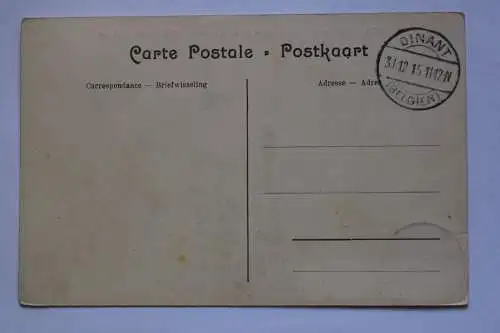 Carte Postale • Postkaart
Correspondance — Briefwisseling
Adresse — Adres
DINANT
31 12 15 11-12 N
(BELGIEN)